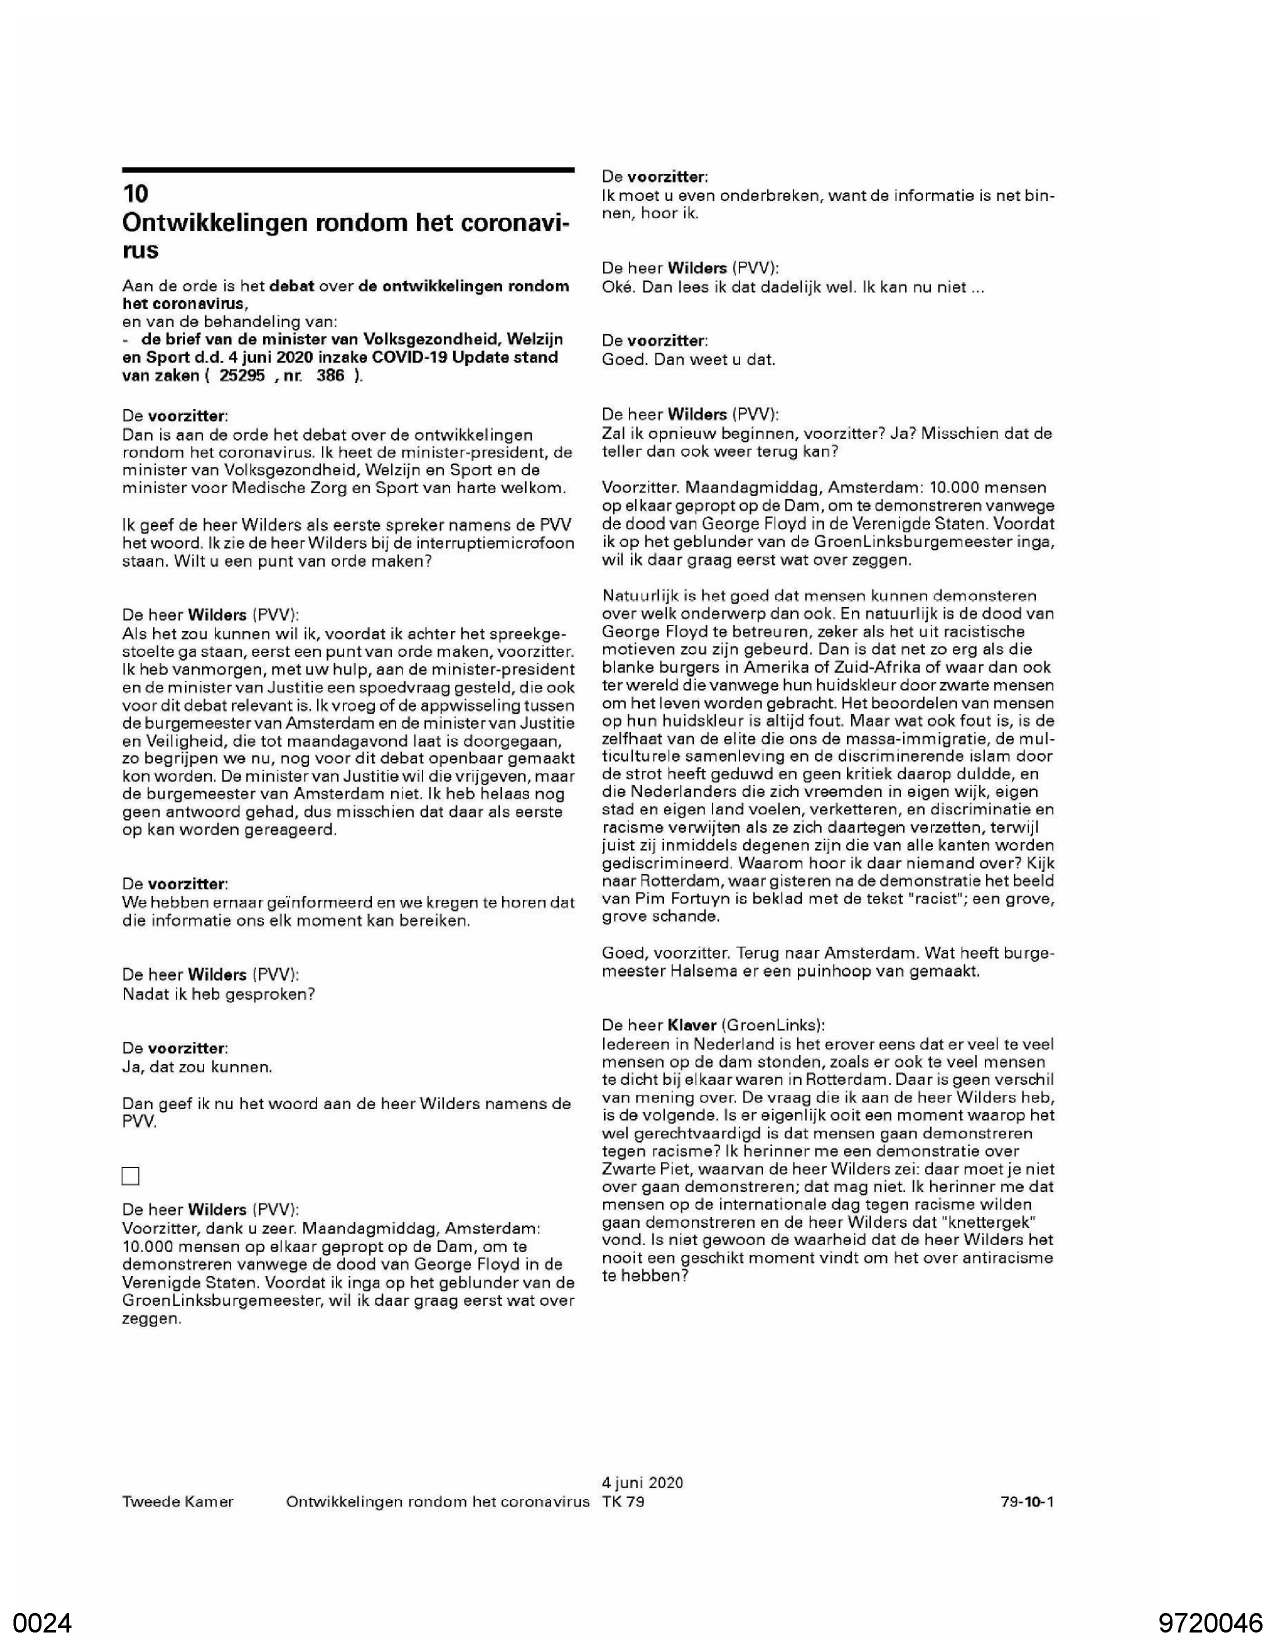 10
Ontwikkelingen rondom het coronavi-
rus
Aan de orde is het debat over de ontwikkelingen rondom
het coronavirus,
en van de behandeling van:
- de brief van de minister van Volksgezondheid, Welzijn
en Sport d.d. 4 juni 2020 inzake COVID-19 Update stand
van zaken ( 25295 , nr. 386 ).
De voorzitter:
Dan is aan de orde het debat over de ontwikkelingen
rondom het coronavirus. Ik heet de minister-president, de
minister van Volksgezondheid, Welzijn en Sport en de
minister voor Medische Zorg en Sport van harte welkom.
Ik geef de heer Wilders als eerste spreker namens de PVV
het woord. Ik zie de heer Wilders bij de interruptiemicrofoon
staan. Wilt u een punt van orde maken?
De heer Wilders (PVV):
Als het zou kunnen wil ik, voordat ik achter het spreekge-
stoelte ga staan, eerst een punt van orde maken, voorzitter.
Ik heb vanmorgen, met uw hulp, aan de minister-president
en de minister van Justitie een spoedvraag gesteld, die ook
voor dit debat relevant is. Ik vroeg of de appwisseling tussen
de burgemeester van Amsterdam en de minister van Justitie
en Veiligheid, die tot maandagavond laat is doorgegaan,
zo begrijpen we nu, nog voor dit debat openbaar gemaakt
kon worden. De minister van Justitie wil die vrijgeven, maar
de burgemeester van Amsterdam niet. Ik heb helaas nog
geen antwoord gehad, dus misschien dat daar als eerste
op kan worden gereageerd.
De voorzitter:
We hebben ernaar geïnformeerd en we kregen te horen dat
die informatie ons elk moment kan bereiken.
De heer Wilders (PVV):
Nadat ik heb gesproken?
De voorzitter:
Ja, dat zou kunnen.
Dan geef ik nu het woord aan de heer Wilders namens de
PVV.
De heer Wilders (PVV):
Voorzitter, dank u zeer. Maandagmiddag, Amsterdam:
10.000 mensen op elkaar gepropt op de Dam, om te
demonstreren vanwege de dood van George Floyd in de
Verenigde Staten. Voordat ik inga op het geblunder van de
GroenLinksburgemeester, wil ik daar graag eerst wat over
zeggen.
De voorzitter:
Ik moet u even onderbreken, want de informatie is net bin-
nen, hoor ik.
De heer Wilders (PVV):
Oké. Dan lees ik dat dadelijk wel. Ik kan nu niet ...
De voorzitter:
Goed. Dan weet u dat.
De heer Wilders (PVV):
Zal ik opnieuw beginnen, voorzitter? Ja? Misschien dat de
teller dan ook weer terug kan?
Voorzitter. Maandagmiddag, Amsterdam: 10.000 mensen
op elkaar gepropt op de Dam, om te demonstreren vanwege
de dood van George Floyd in de Verenigde Staten. Voordat
ik op het geblunder van de GroenLinksburgemeester inga,
wil ik daar graag eerst wat over zeggen.
Natuurlijk is het goed dat mensen kunnen demonsteren
over welk onderwerp dan ook. En natuurlijk is de dood van
George Floyd te betreuren, zeker als het uit racistische
motieven zou zijn gebeurd. Dan is dat net zo erg als die
blanke burgers in Amerika of Zuid-Afrika of waar dan ook
ter wereld die vanwege hun huidskleur door zwarte mensen
om het leven worden gebracht. Het beoordelen van mensen
op hun huidskleur is altijd fout. Maar wat ook fout is, is de
zelfhaat van de elite die ons de massa-immigratie, de mul-
ticulturele samenleving en de discriminerende islam door
de strot heeft geduwd en geen kritiek daarop duldde, en
die Nederlanders die zich vreemden in eigen wijk, eigen
stad en eigen land voelen, verketteren, en discriminatie en
racisme verwijten als ze zich daartegen verzetten, terwijl
juist zij inmiddels degenen zijn die van alle kanten worden
gediscrimineerd. Waarom hoor ik daar niemand over? Kijk
naar Rotterdam, waar gisteren na de demonstratie het beeld
van Pim Fortuyn is beklad met de tekst "racist"; een grove,
grove schande.
Goed, voorzitter. Terug naar Amsterdam. Wat heeft burge-
meester Halsema er een puinhoop van gemaakt.
De heer Klaver (GroenLinks):
Iedereen in Nederland is het erover eens dat er veel te veel
mensen op de dam stonden, zoals er ook te veel mensen
te dicht bij elkaar waren in Rotterdam. Daar is geen verschil
van mening over. De vraag die ik aan de heer Wilders heb,
is de volgende. Is er eigenlijk ooit een moment waarop het
wel gerechtvaardigd is dat mensen gaan demonstreren
tegen racisme? Ik herinner me een demonstratie over
Zwarte Piet, waarvan de heer Wilders zei: daar moet je niet
over gaan demonstreren; dat mag niet. Ik herinner me dat
mensen op de internationale dag tegen racisme wilden
gaan demonstreren en de heer Wilders dat "knettergek"
vond. Is niet gewoon de waarheid dat de heer Wilders het
nooit een geschikt moment vindt om het over antiracisme
te hebben?
4 juni 2020
Tweede Kamer Ontwikkelingen rondom het coronavirus TK 79 79-10-1
0024 9720046